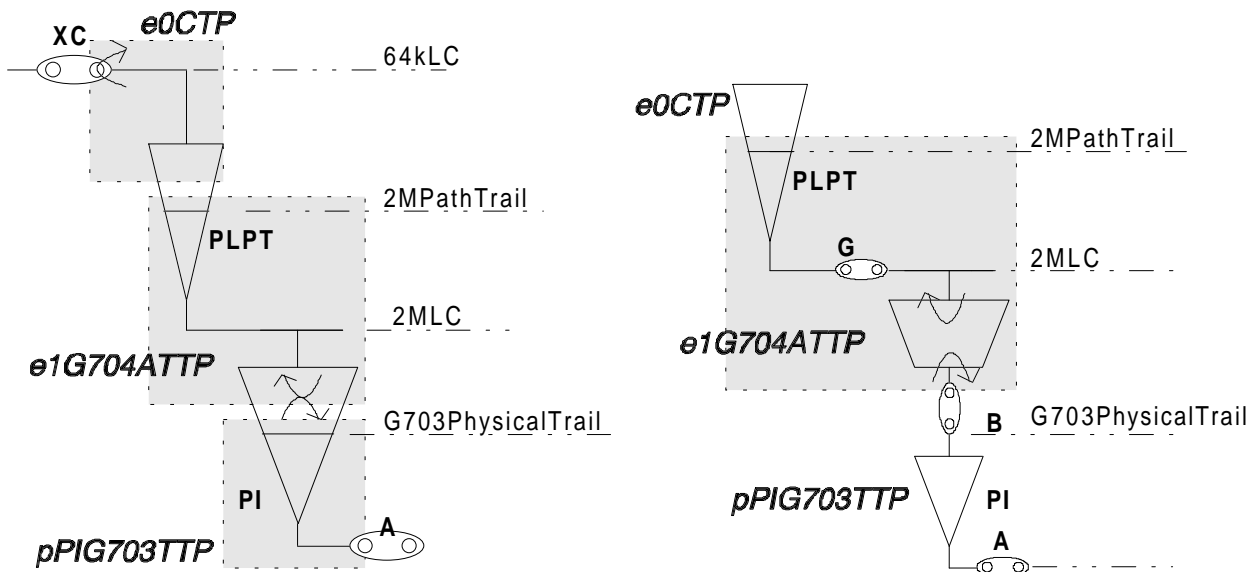 e0CTP
XC
64kLC
2MPathTrail
PLPT
2MLC
e1G704ATTP
G703PhysicalTrail
PI
A
pPIG703TTP
e0CTP
2MPathTrail
PLPT
G
2MLC
e1G704ATTP
B
G703PhysicalTrail
pPIG703TTP
PI
A